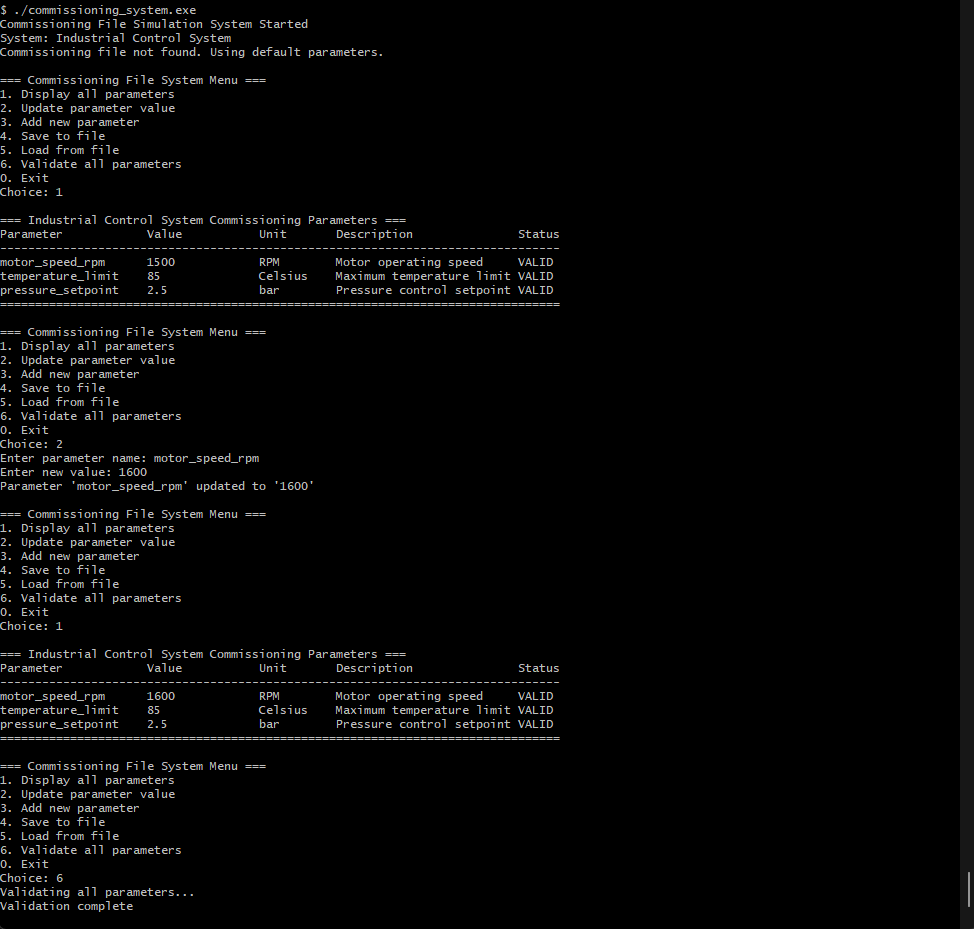 $ ./commissioning_system.exe
Commissioning File Simulation System Started
System: Industrial Control System
Commissioning file not found. Using default parameters.

=== Commissioning File System Menu ===
1. Display all parameters
2. Update parameter value
3. Add new parameter
4. Save to file
5. Load from file
6. Validate all parameters
0. Exit
Choice: 1

=== Industrial Control System Commissioning Parameters ===
Parameter            Value           Unit       Description               Status
--------------------------------------------------------------------------------
motor_speed_rpm      1500            RPM        Motor operating speed     VALID
temperature_limit    85              Celsius    Maximum temperature limit VALID
pressure_setpoint    2.5             bar        Pressure control setpoint VALID
================================================================================

=== Commissioning File System Menu ===
1. Display all parameters
2. Update parameter value
3. Add new parameter
4. Save to file
5. Load from file
6. Validate all parameters
0. Exit
Choice: 2
Enter parameter name: motor_speed_rpm
Enter new value: 1600
Parameter 'motor_speed_rpm' updated to '1600'

=== Commissioning File System Menu ===
1. Display all parameters
2. Update parameter value
3. Add new parameter
4. Save to file
5. Load from file
6. Validate all parameters
0. Exit
Choice: 1

=== Industrial Control System Commissioning Parameters ===
Parameter            Value           Unit       Description               Status
--------------------------------------------------------------------------------
motor_speed_rpm      1600            RPM        Motor operating speed     VALID
temperature_limit    85              Celsius    Maximum temperature limit VALID
pressure_setpoint    2.5             bar        Pressure control setpoint VALID
================================================================================

=== Commissioning File System Menu ===
1. Display all parameters
2. Update parameter value
3. Add new parameter
4. Save to file
5. Load from file
6. Validate all parameters
0. Exit
Choice: 6
Validating all parameters...
Validation complete